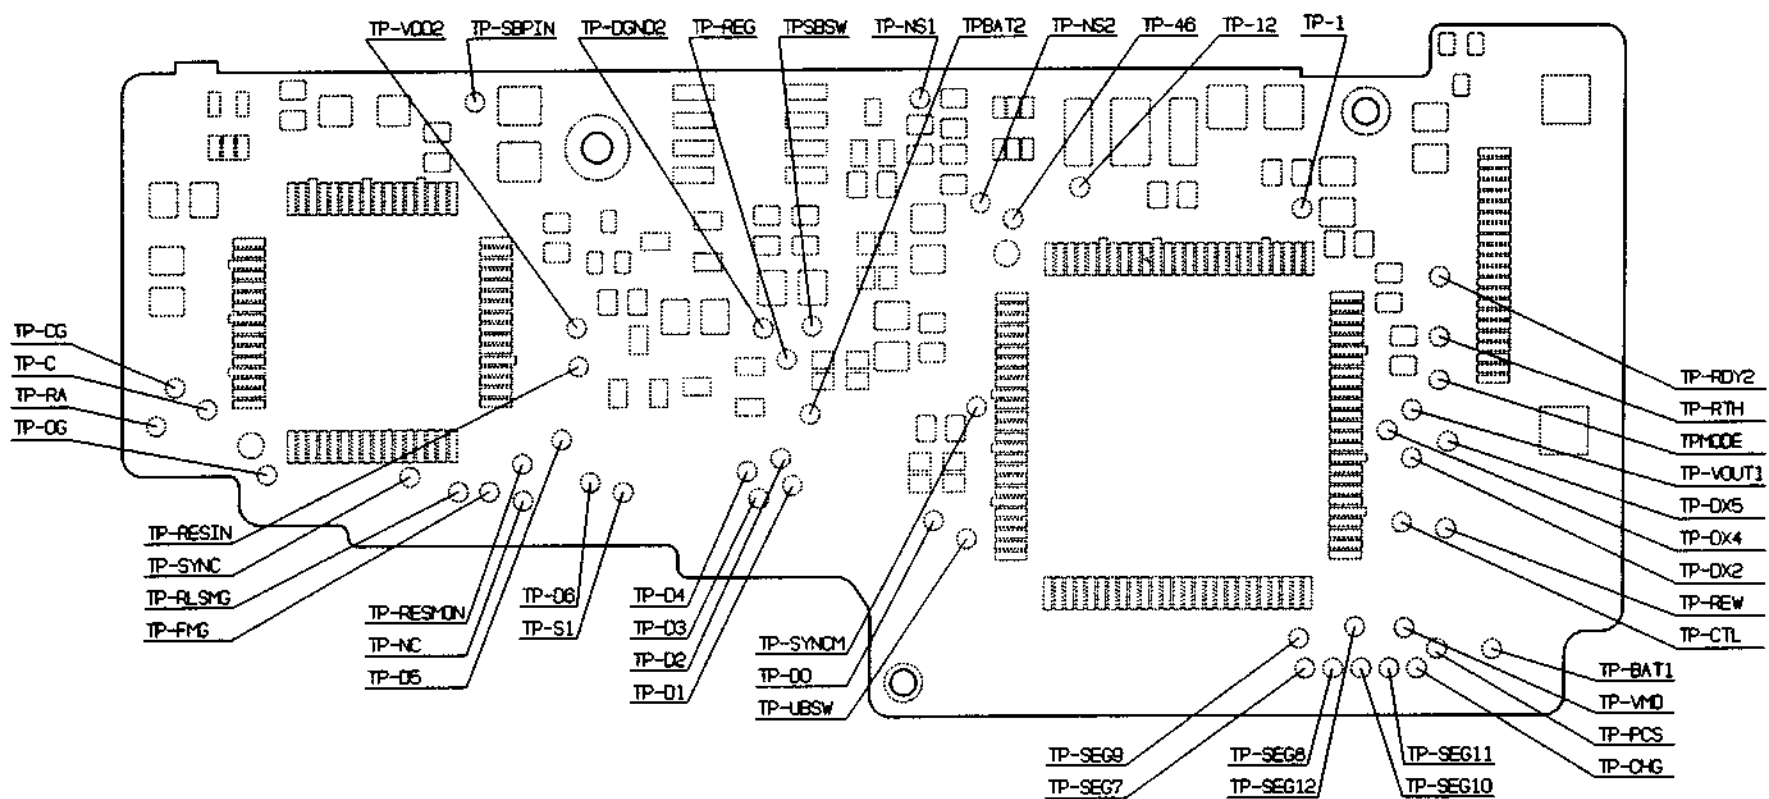 TP-VDD2
TP-SBPIN
TP-DGND2
TP-REG
TPSBSW
TP-NS1
TPBAT2
TP-NS2
TP-46
TP-12
TP-1
TP-CG
TP-C
TP-RA
TP-OG
TP-RESIN
TP-SYNC
TP-RLSMG
TP-FMG
TP-RESMON
TP-NC
TP-D5
TP-D6
TP-S1
TP-D4
TP-D3
TP-D2
TP-D1
TP-SYNCM
TP-DO
TP-UBSW
TP-RDY2
TP-RTH
TPMODE
TP-VOUT1
TP-DX5
TP-DX4
TP-DX2
TP-REW
TP-CTL
TP-BAT1
TP-VMD
TP-PCS
TP-CHG
TP-SEG9
TP-SEG7
TP-SEG8
TP-SEG12
TP-SEG11
TP-SEG10